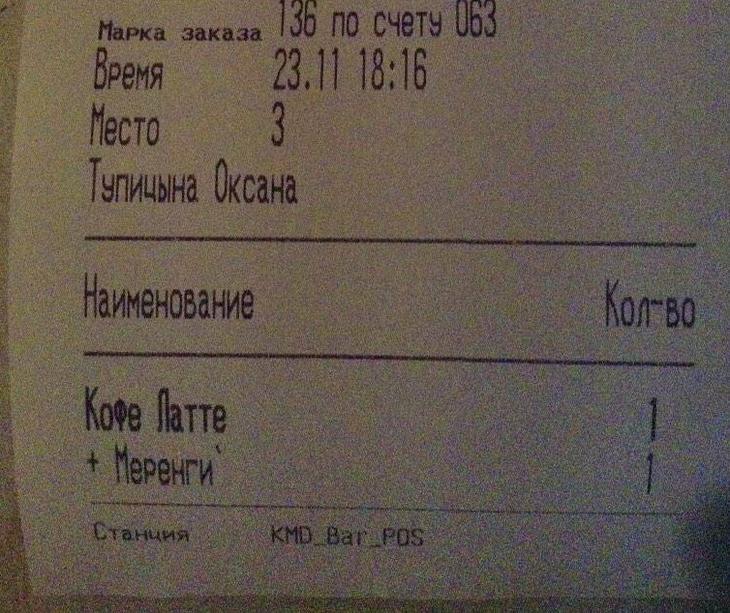 Марка заказа 136 по счету 063
Время 23.11 18:16
Место 3
Тупицына Оксана
Наименование Кол-во
Кофе Латте 1
+ Меренги` 1
Станция KMD_Bar_POS